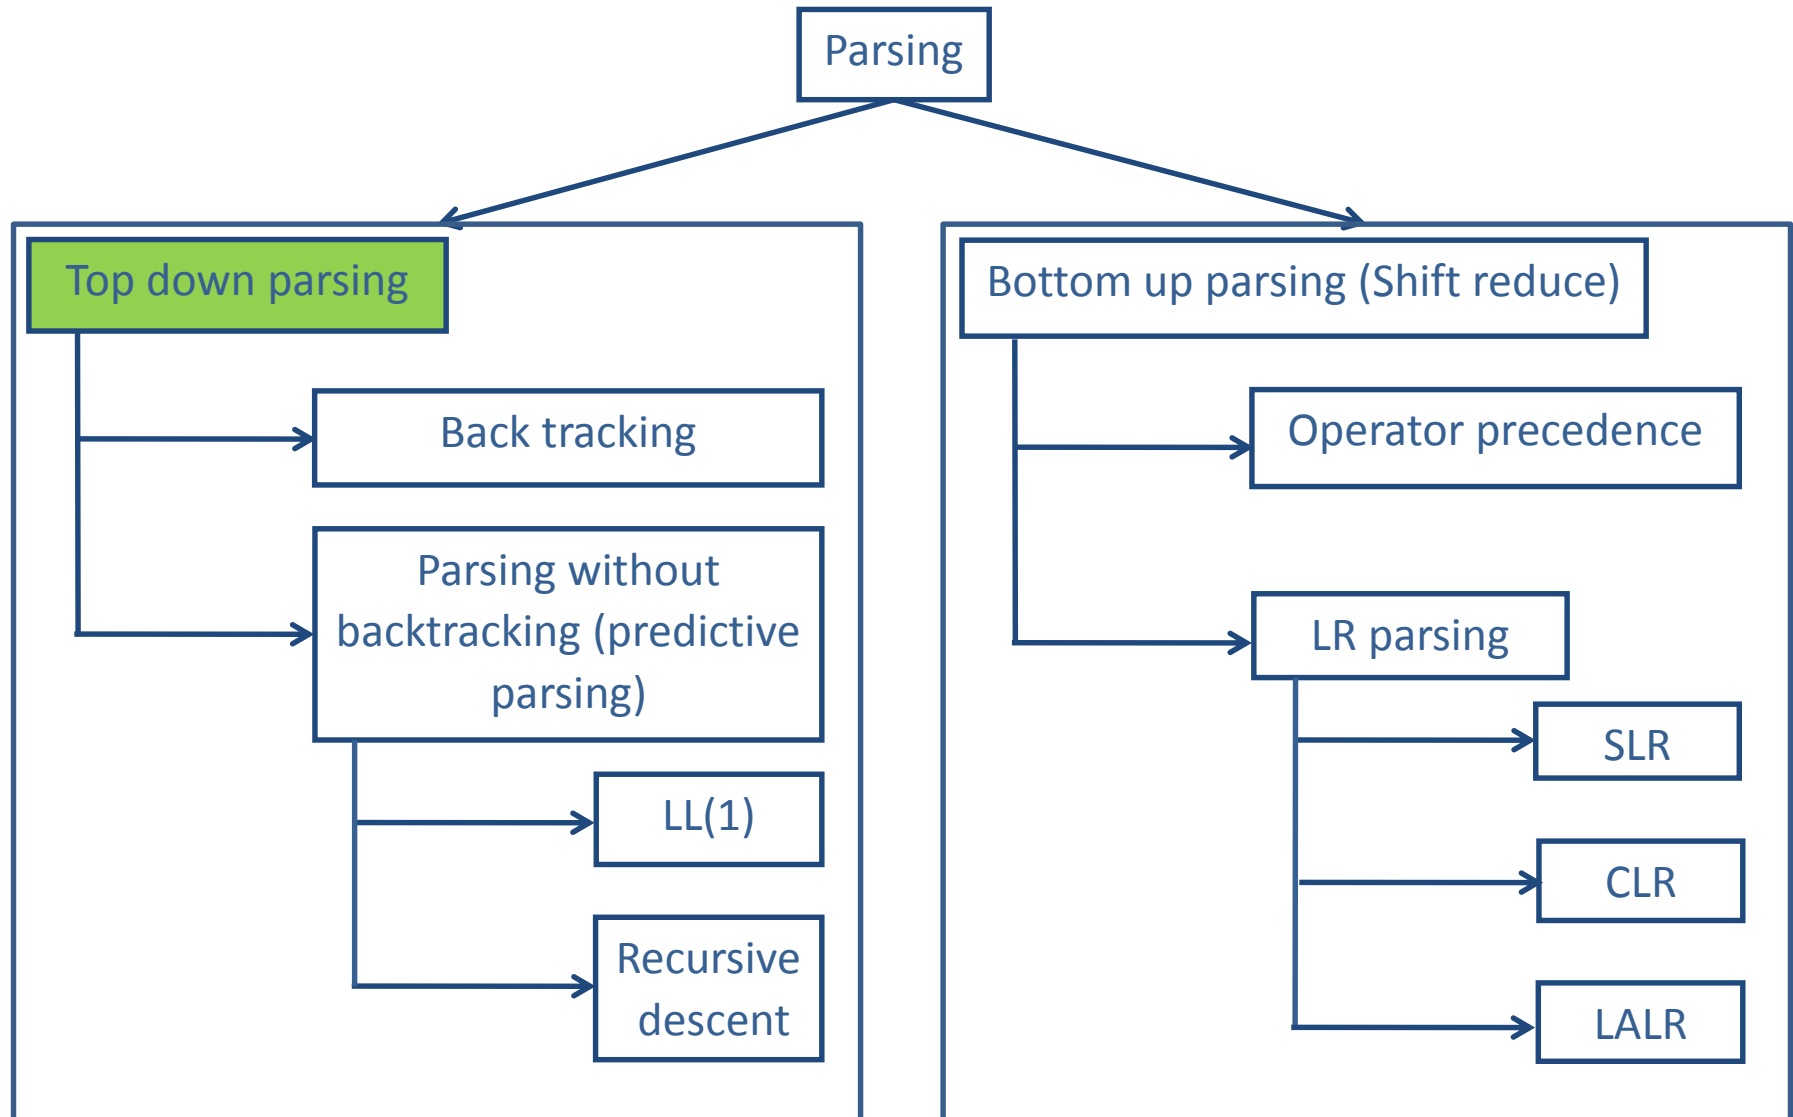 Parsing
Top down parsing
Back tracking
Parsing without
backtracking (predictive
parsing)
LL(1)
Recursive
descent
Bottom up parsing (Shift reduce)
Operator precedence
LR parsing
SLR
CLR
LALR